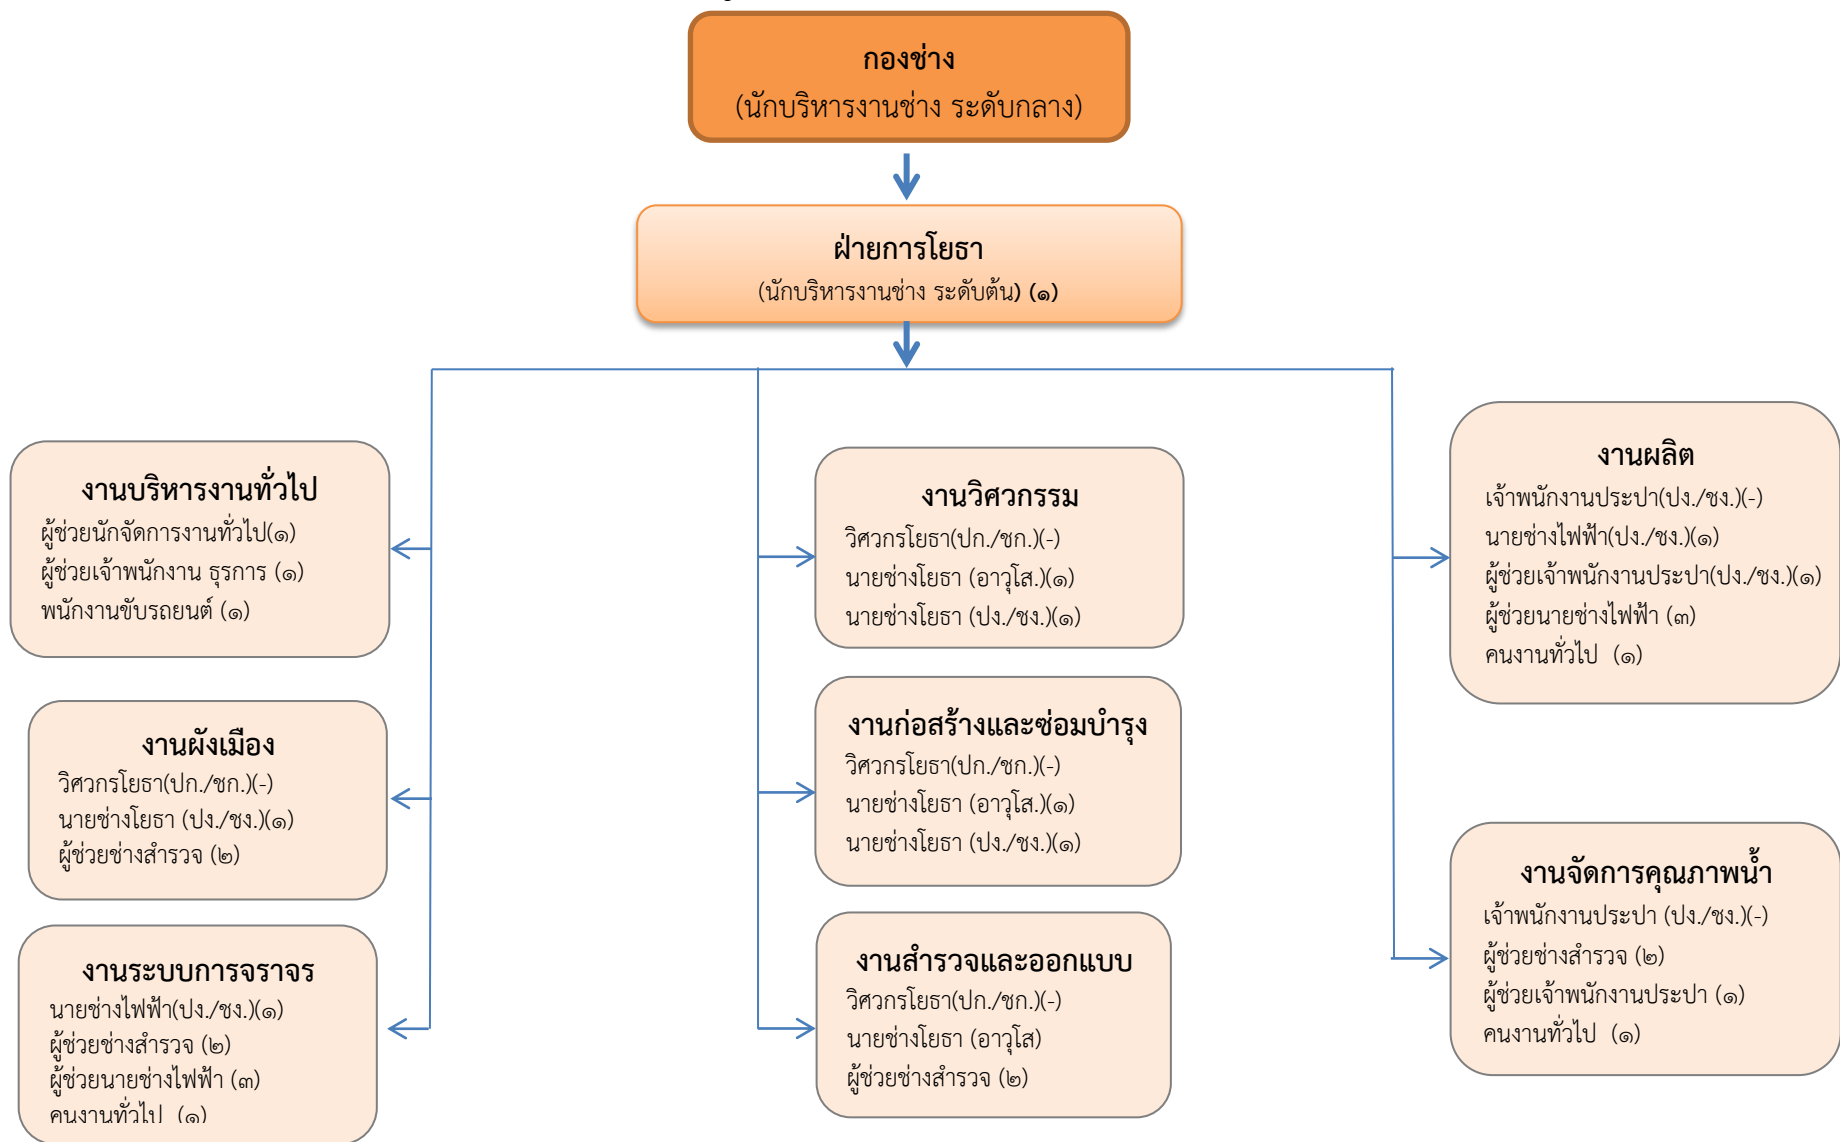 กองช่าง
(นักบริหารงานช่าง ระดับกลาง)
ฝ่ายการโยธา
(นักบริหารงานช่าง ระดับต้น) (๑)
งานบริหารงานทั่วไป
ผู้ช่วยนักจัดการงานทั่วไป(๑)
ผู้ช่วยเจ้าพนักงาน ธุรการ (๑)
พนักงานขับรถยนต์ (๑)
งานผังเมือง
วิศวกรโยธา(ปก./ชก.)(-)
นายช่างโยธา (ปง./ชง.)(๑)
ผู้ช่วยช่างสำรวจ (๒)
งานระบบการจราจร
นายช่างไฟฟ้า(ปง./ชง.)(๑)
ผู้ช่วยช่างสำรวจ (๒)
ผู้ช่วยนายช่างไฟฟ้า (๓)
คนงานทั่วไป (๑)
งานวิศวกรรม
วิศวกรโยธา(ปก./ชก.)(-)
นายช่างโยธา (อาวุโส.)(๑)
นายช่างโยธา (ปง./ชง.)(๑)
งานก่อสร้างและซ่อมบำรุง
วิศวกรโยธา(ปก./ชก.)(-)
นายช่างโยธา (อาวุโส.)(๑)
นายช่างโยธา (ปง./ชง.)(๑)
งานสำรวจและออกแบบ
วิศวกรโยธา(ปก./ชก.)(-)
นายช่างโยธา (อาวุโส)
ผู้ช่วยช่างสำรวจ (๒)
งานผลิต
เจ้าพนักงานประปา(ปง./ชง.)(-)
นายช่างไฟฟ้า(ปง./ชง.)(๑)
ผู้ช่วยเจ้าพนักงานประปา(ปง./ชง.)(๑)
ผู้ช่วยนายช่างไฟฟ้า (๓)
คนงานทั่วไป (๑)
งานจัดการคุณภาพน้ำ
เจ้าพนักงานประปา (ปง./ชง.)(-)
ผู้ช่วยช่างสำรวจ (๒)
ผู้ช่วยเจ้าพนักงานประปา (๑)
คนงานทั่วไป (๑)